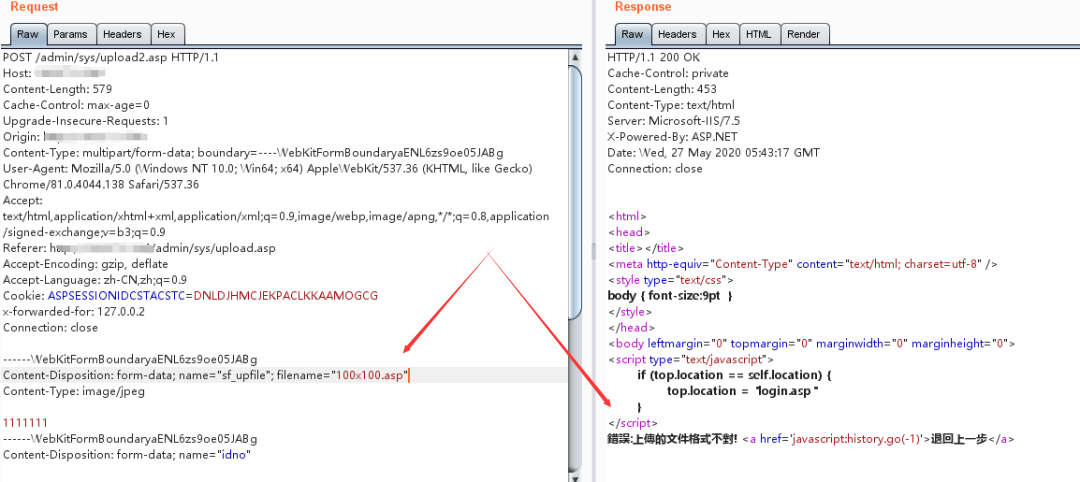 Request
Raw Params Headers Hex
POST /admin/sys/upload2.asp HTTP/1.1
Host:
Content-Length: 579
Cache-Control: max-age=0
Upgrade-Insecure-Requests: 1
Origin:
Content-Type: multipart/form-data; boundary=----WebKitFormBoundaryaENL6zs9oe05JABg
User-Agent: Mozilla/5.0 (Windows NT 10.0; Win64; x64) AppleWebKit/537.36 (KHTML, like Gecko)
Chrome/81.0.4044.138 Safari/537.36
Accept:
text/html,application/xhtml+xml,application/xml;q=0.9,image/webp,image/apng,*/*;q=0.8,application
/signed-exchange;v=b3;q=0.9
Referer: /admin/sys/upload.asp
Accept-Encoding: gzip, deflate
Accept-Language: zh-CN,zh;q=0.9
Cookie: ASPSESSIONIDCSTACSTC=DNLDJHMCJEKPACLKKAAMOGCG
x-forwarded-for: 127.0.0.2
Connection: close
------WebKitFormBoundaryaENL6zs9oe05JABg
Content-Disposition: form-data; name="sf_upfile"; filename="100x100.asp"
Content-Type: image/jpeg
1111111
------WebKitFormBoundaryaENL6zs9oe05JABg
Content-Disposition: form-data; name="idno"
Response
Raw Headers Hex HTML Render
HTTP/1.1 200 OK
Cache-Control: private
Content-Length: 453
Content-Type: text/html
Server: Microsoft-IIS/7.5
X-Powered-By: ASP.NET
Date: Wed, 27 May 2020 05:43:17 GMT
Connection: close
<html>
<head>
<title></title>
<meta http-equiv="Content-Type" content="text/html; charset=utf-8" />
<style type="text/css">
body { font-size:9pt }
</style>
</head>
<body leftmargin="0" topmargin="0" marginwidth="0" marginheight="0">
<script type="text/javascript">
if (top.location == self.location) {
top.location = "login.asp"
}
</script>
錯誤:上傳的文件格式不對! <a href='javascript:history.go(-1)'>退回上一步</a>